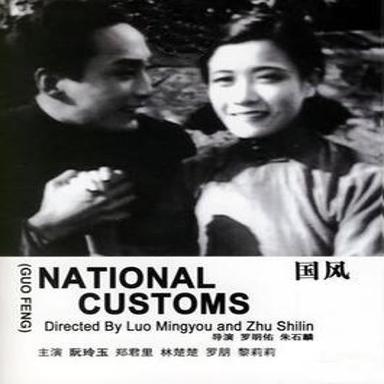 国风
(GUO FENG)
NATIONAL
CUSTOMS
Directed By Luo Mingyou and Zhu Shilin
导演 罗明佑 朱石麟
主演 阮玲玉 郑君里 林楚楚 罗朋 黎莉莉